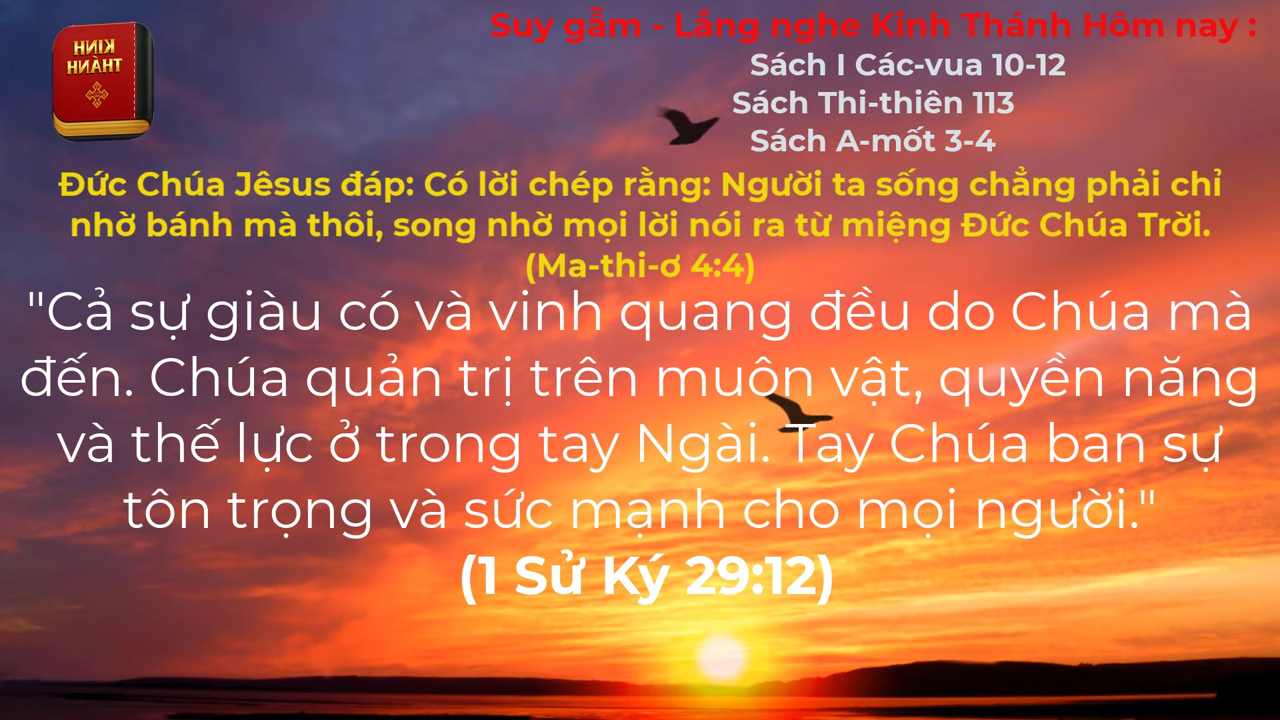 KINH
THÁNH
Suy gẫm - Lắng nghe Kinh Thánh Hôm nay :
Sách I Các-vua 10-12
Sách Thi-thiên 113
Sách A-mốt 3-4
Đức Chúa Jêsus đáp: Có lời chép rằng: Người ta sống chẳng phải chỉ
nhờ bánh mà thôi, song nhờ mọi lời nói ra từ miệng Đức Chúa Trời.
(Ma-thi-ơ 4:4)
"Cả sự giàu có và vinh quang đều do Chúa mà
đến. Chúa quản trị trên muôn vật, quyền năng
và thế lực ở trong tay Ngài. Tay Chúa ban sự
tôn trọng và sức mạnh cho mọi người."
(1 Sử Ký 29:12)